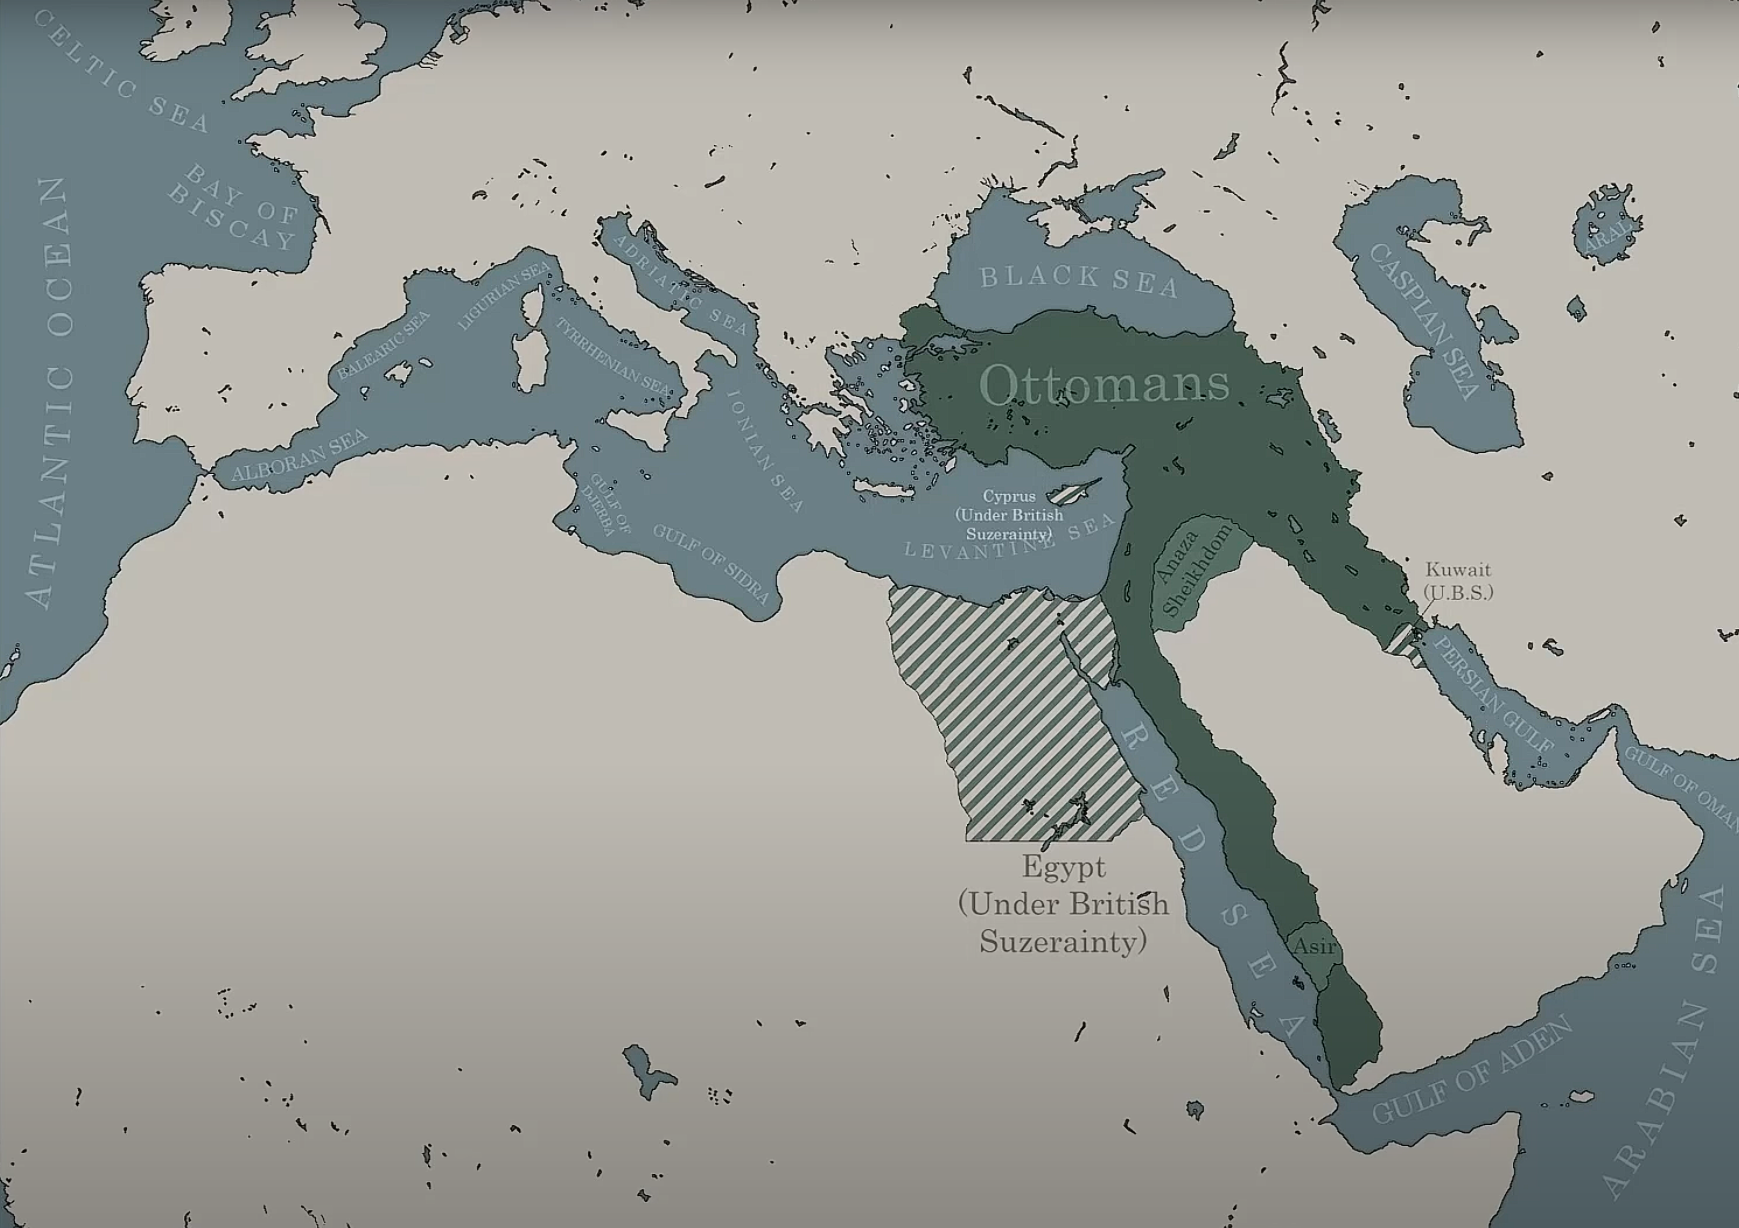 CELTIC SEA
BAY OF
BISCAY
ATLANTIC OCEAN
LIGURIAN SEA
ADRIATIC SEA
BLACK SEA
CASPIAN SEA
ARAL
BALEARIC SEA
TYRRHENIAN SEA
Ottomans
IONIAN SEA
ALBORAN SEA
GULF OF
DJERBA
GULF OF SIDRA
Cyprus
(Under British
Suzerainty)
LEVANTINE SEA
Anaza
Sheikhdom
Kuwait
(U.B.S.)
PERSIAN GULF
GULF OF OMAN
RED SEA
Egypt
(Under British
Suzerainty)
Asir
GULF OF ADEN
ARABIAN SEA